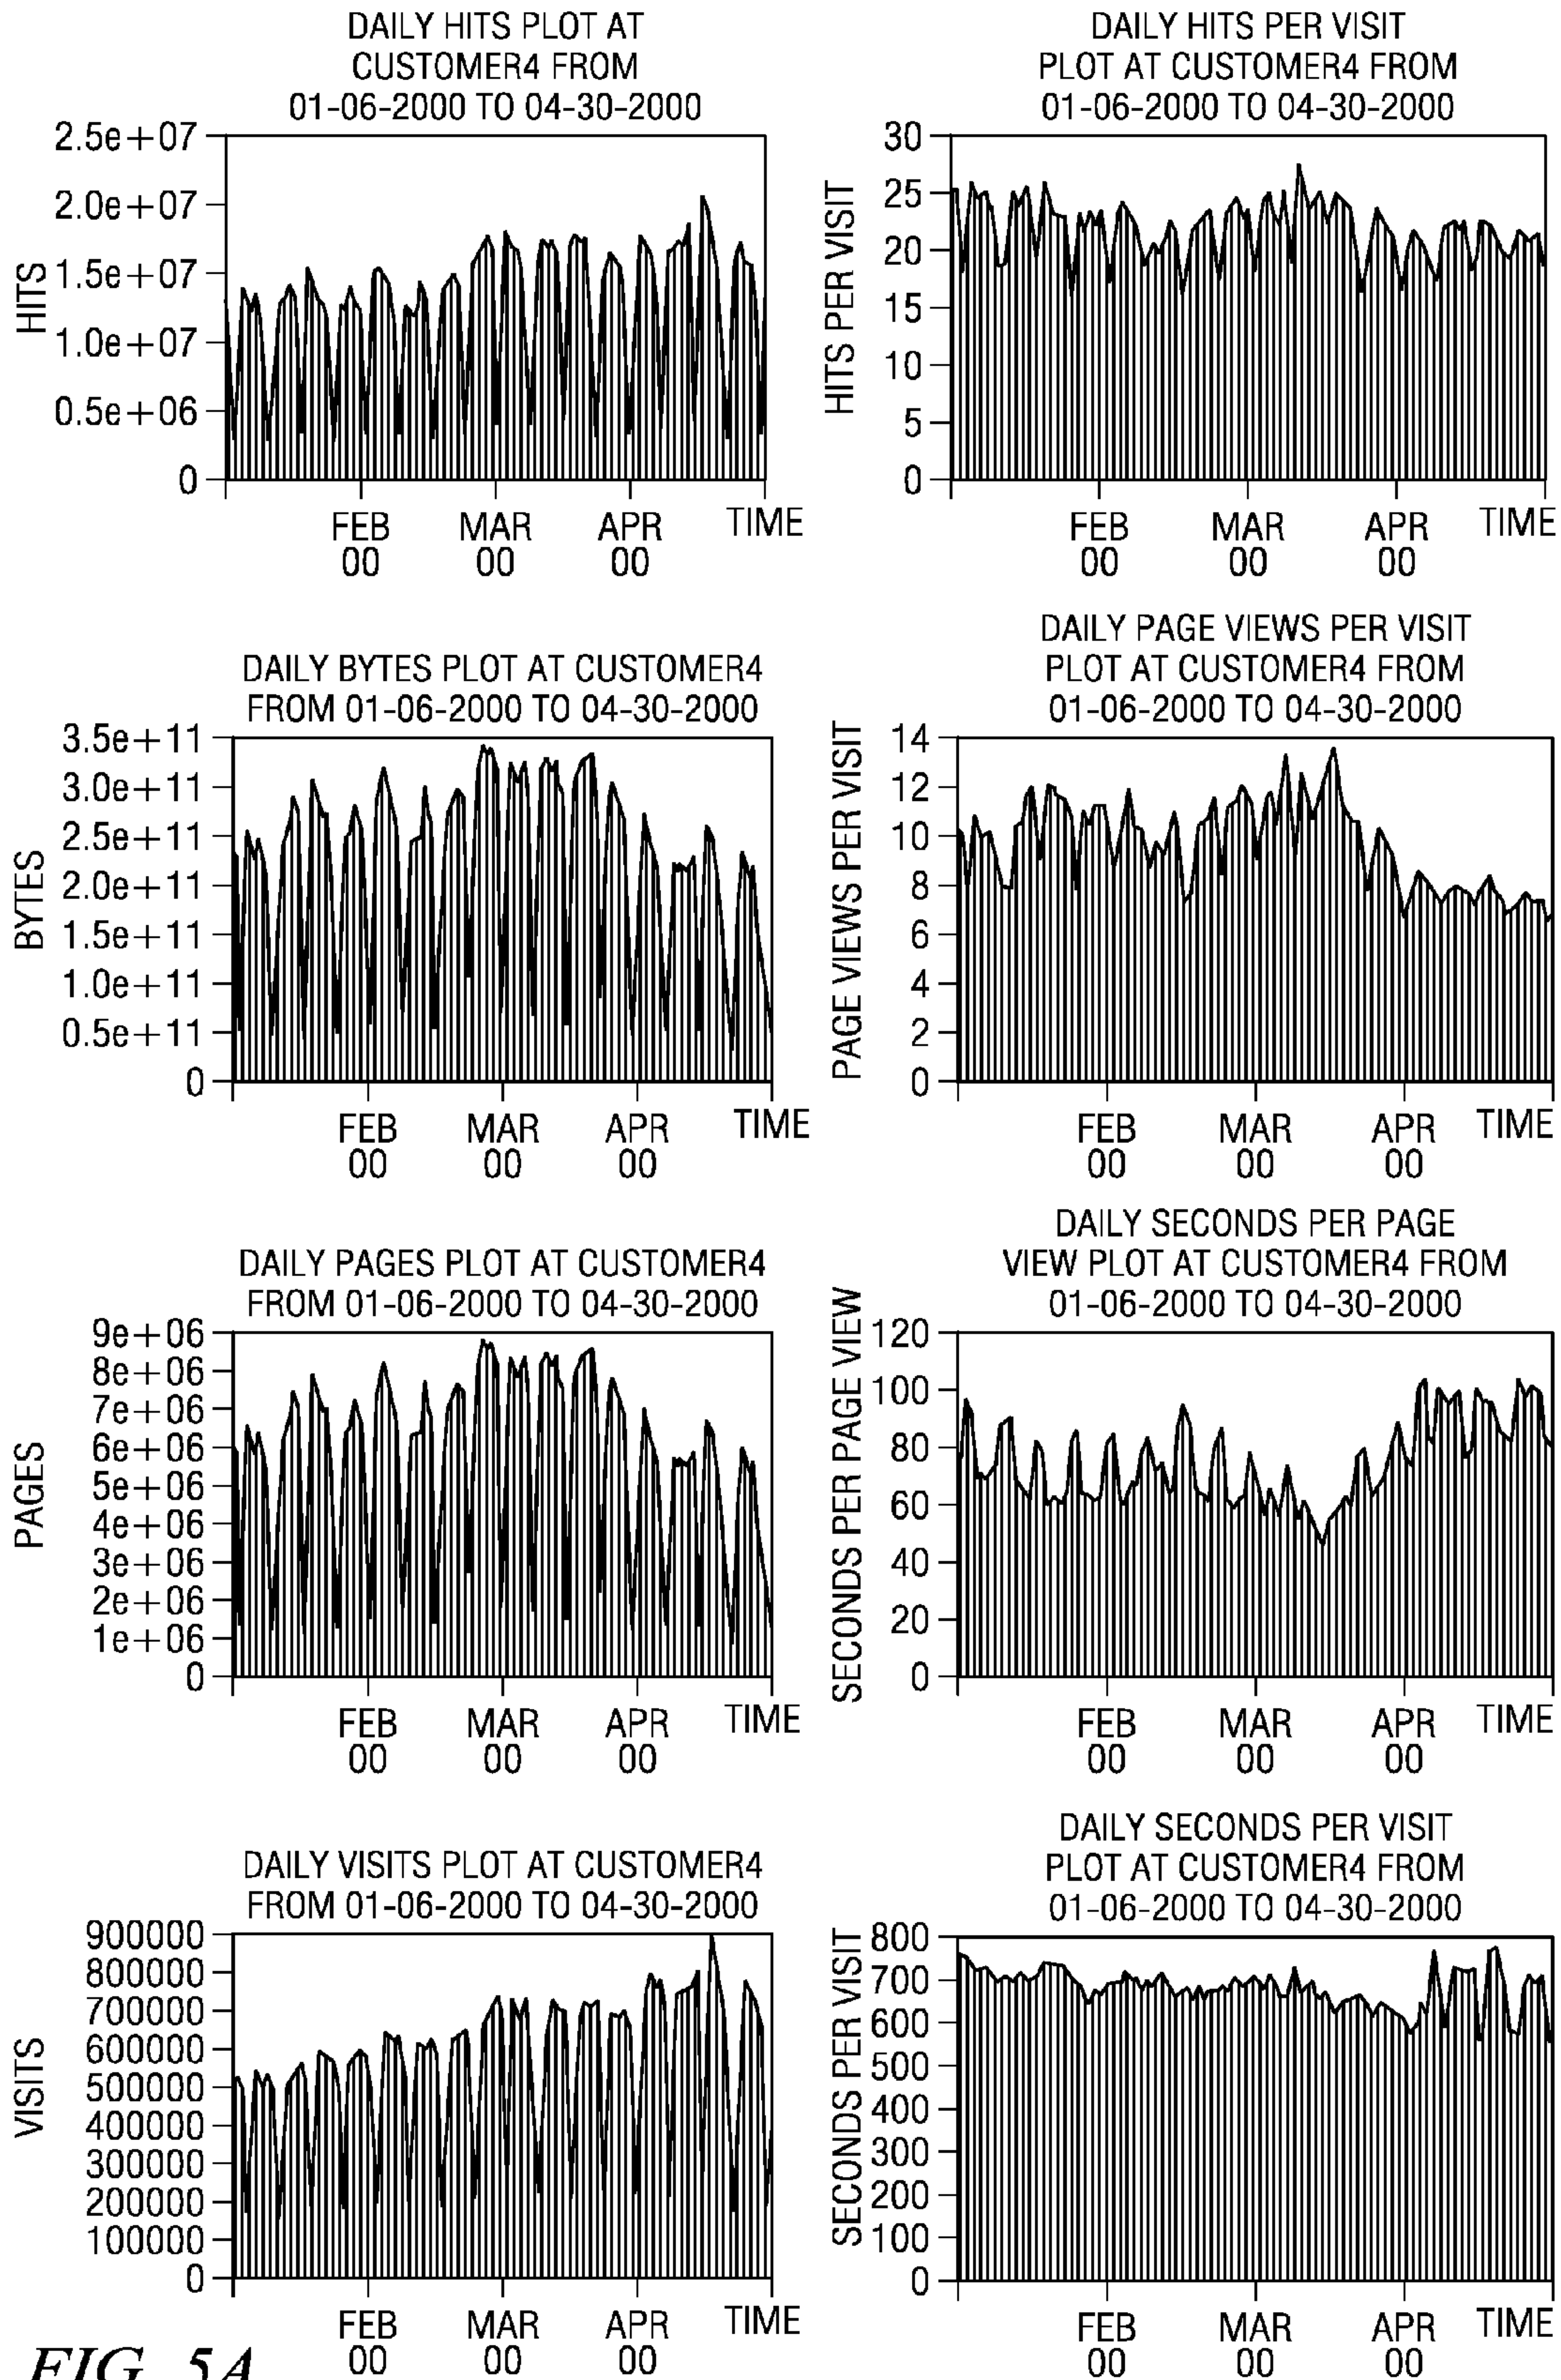 DAILY HITS PLOT AT
CUSTOMER4 FROM
01-06-2000 TO 04-30-2000
HITS
2.5e+07
2.0e+07
1.5e+07
1.0e+07
0.5e+06
0
FEB
00
MAR
00
APR
00
TIME
DAILY HITS PER VISIT
PLOT AT CUSTOMER4 FROM
01-06-2000 TO 04-30-2000
HITS PER VISIT
30
25
20
15
10
5
0
FEB
00
MAR
00
APR
00
TIME
DAILY BYTES PLOT AT CUSTOMER4
FROM 01-06-2000 TO 04-30-2000
BYTES
3.5e+11
3.0e+11
2.5e+11
2.0e+11
1.5e+11
1.0e+11
0.5e+11
0
FEB
00
MAR
00
APR
00
TIME
DAILY PAGE VIEWS PER VISIT
PLOT AT CUSTOMER4 FROM
01-06-2000 TO 04-30-2000
PAGE VIEWS PER VISIT
14
12
10
8
6
4
2
0
FEB
00
MAR
00
APR
00
TIME
DAILY PAGES PLOT AT CUSTOMER4
FROM 01-06-2000 TO 04-30-2000
PAGES
9e+06
8e+06
7e+06
6e+06
5e+06
4e+06
3e+06
2e+06
1e+06
0
FEB
00
MAR
00
APR
00
TIME
DAILY SECONDS PER PAGE
VIEW PLOT AT CUSTOMER4 FROM
01-06-2000 TO 04-30-2000
SECONDS PER PAGE VIEW
120
100
80
60
40
20
0
FEB
00
MAR
00
APR
00
TIME
DAILY VISITS PLOT AT CUSTOMER4
FROM 01-06-2000 TO 04-30-2000
VISITS
900000
800000
700000
600000
500000
400000
300000
200000
100000
0
FEB
00
MAR
00
APR
00
TIME
DAILY SECONDS PER VISIT
PLOT AT CUSTOMER4 FROM
01-06-2000 TO 04-30-2000
SECONDS PER VISIT
800
700
600
500
400
300
200
100
0
FEB
00
MAR
00
APR
00
TIME
FIG. 5A